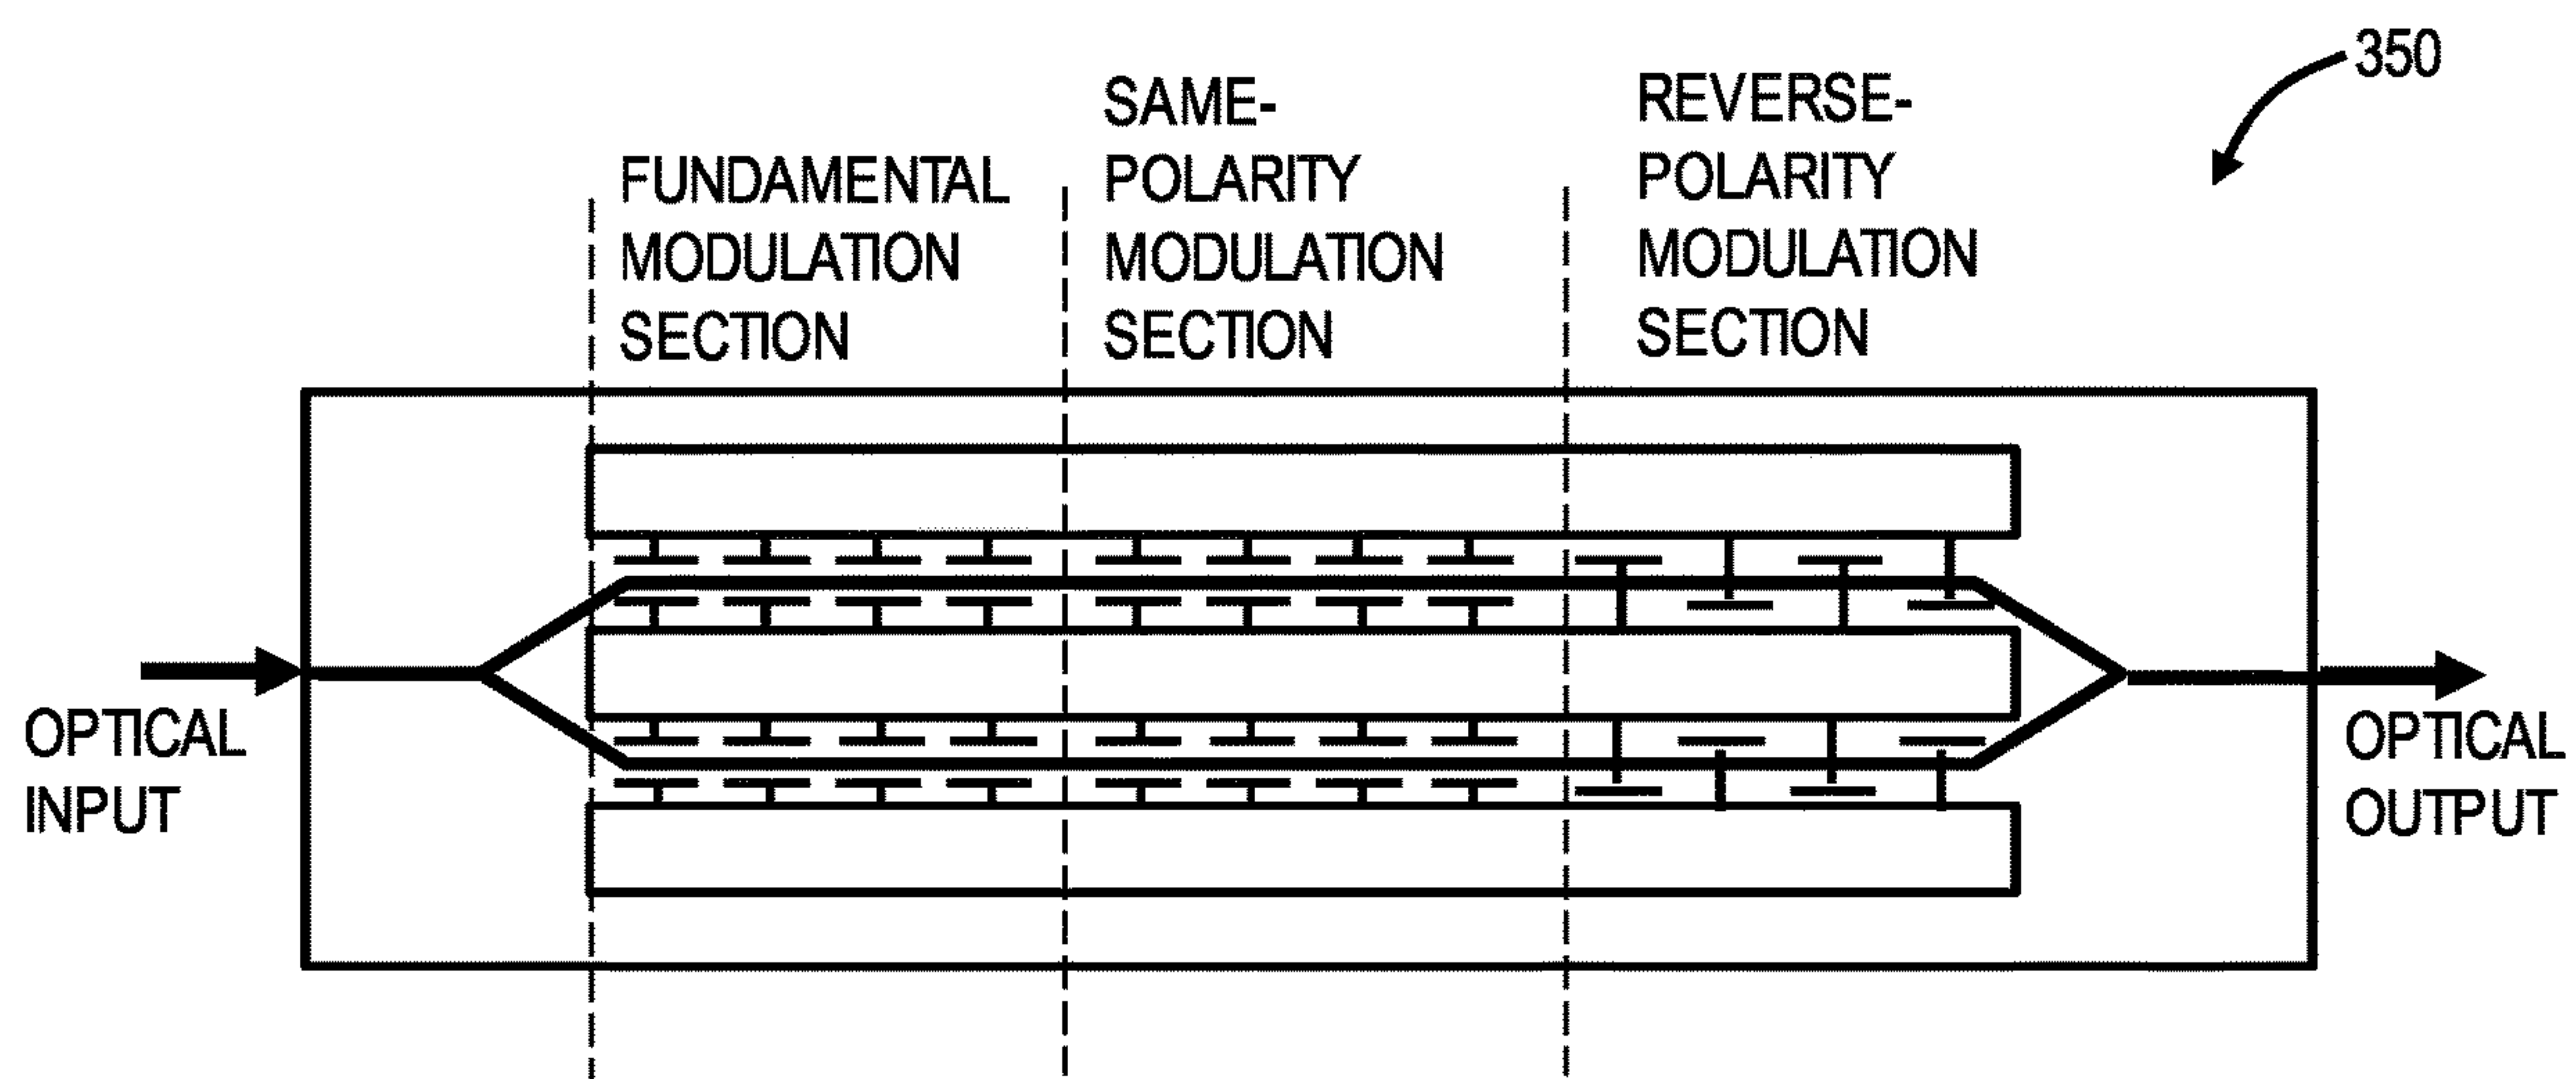 350
FUNDAMENTAL
MODULATION
SECTION
SAME-
POLARITY
MODULATION
SECTION
REVERSE-
POLARITY
MODULATION
SECTION
OPTICAL
INPUT
OPTICAL
OUTPUT